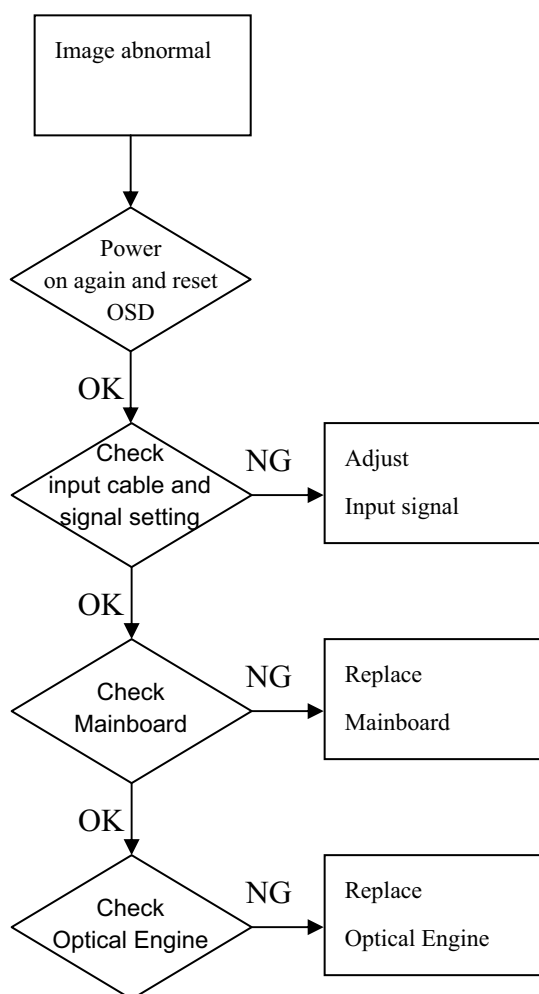 Image abnormal
Power
on again and reset
OSD
OK
Check
input cable and
signal setting
NG
Adjust
Input signal
OK
Check
Mainboard
NG
Replace
Mainboard
OK
Check
Optical Engine
NG
Replace
Optical Engine